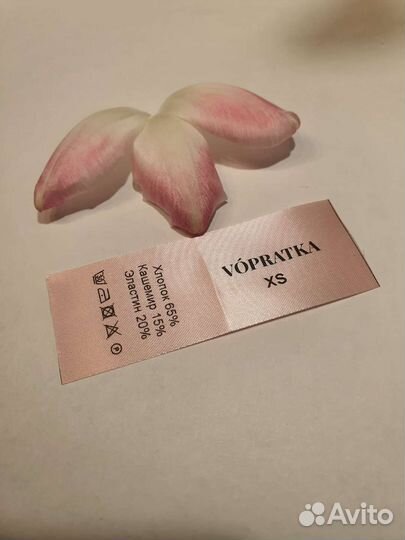 VÓPRATKA
XS
Хлопок 65%
Кашемир 15%
Эластин 20%
P
Avito